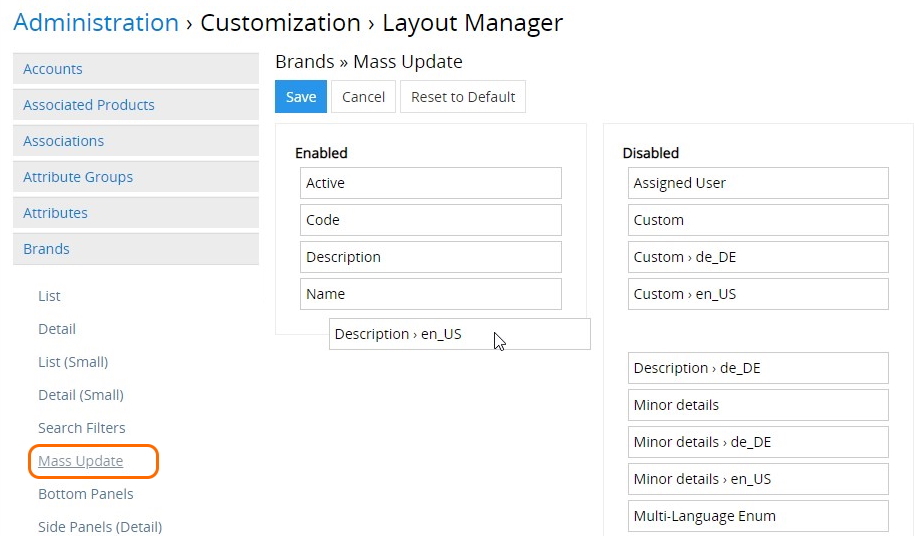 Administration › Customization › Layout Manager
Accounts
Associated Products
Associations
Attribute Groups
Attributes
Brands
List
Detail
List (Small)
Detail (Small)
Search Filters
Mass Update
Bottom Panels
Side Panels (Detail)
Brands » Mass Update
Save Cancel Reset to Default
Enabled
Active
Code
Description
Name
Description › en_US
Disabled
Assigned User
Custom
Custom › de_DE
Custom › en_US
Description › de_DE
Minor details
Minor details › de_DE
Minor details › en_US
Multi-Language Enum